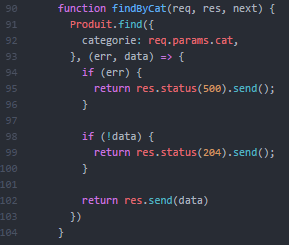 90 function findByCat(req, res, next) {
91 Produit.find({
92 categorie: req.params.cat,
93 }, (err, data) => {
94 if (err) {
95 return res.status(500).send();
96 }
97
98 if (!data) {
99 return res.status(204).send();
100 }
101
102 return res.send(data)
103 })
104 }